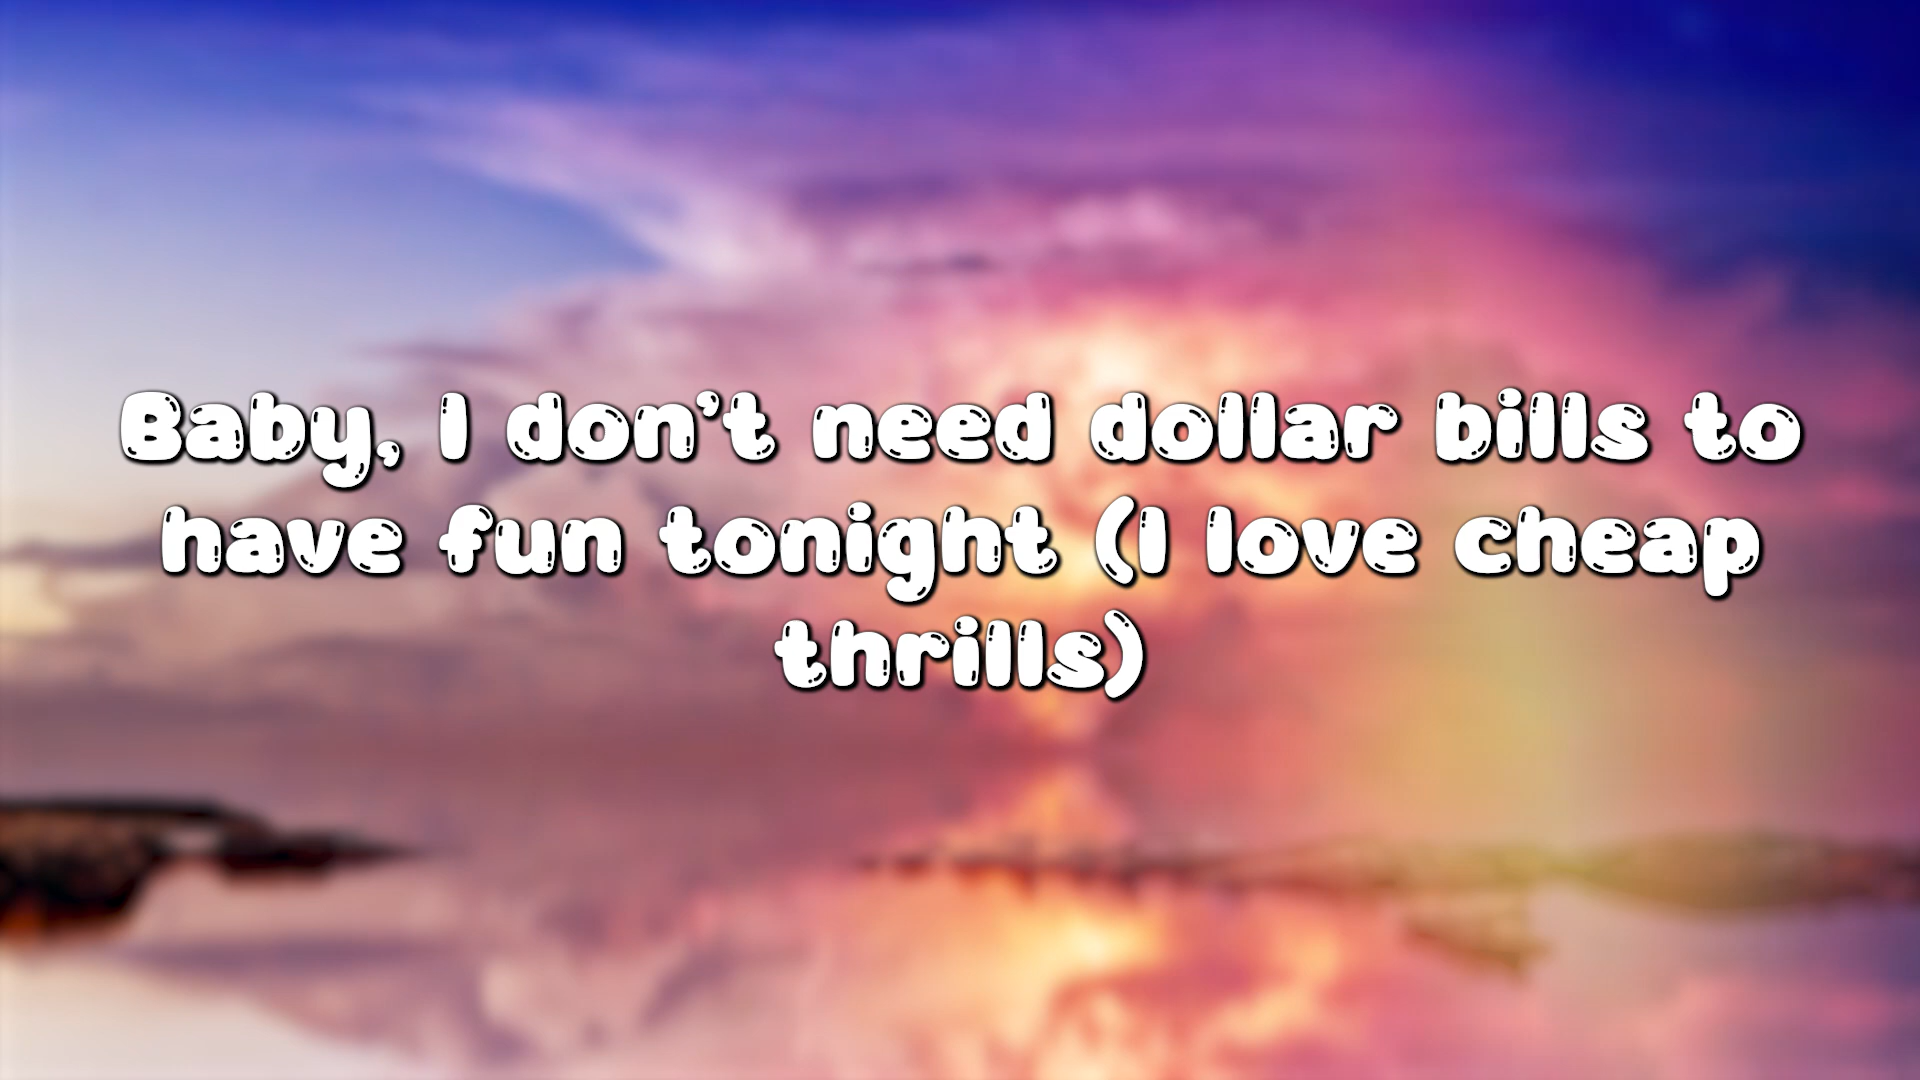 Baby, I don't need dollar bills to
have fun tonight (I love cheap
thrills)